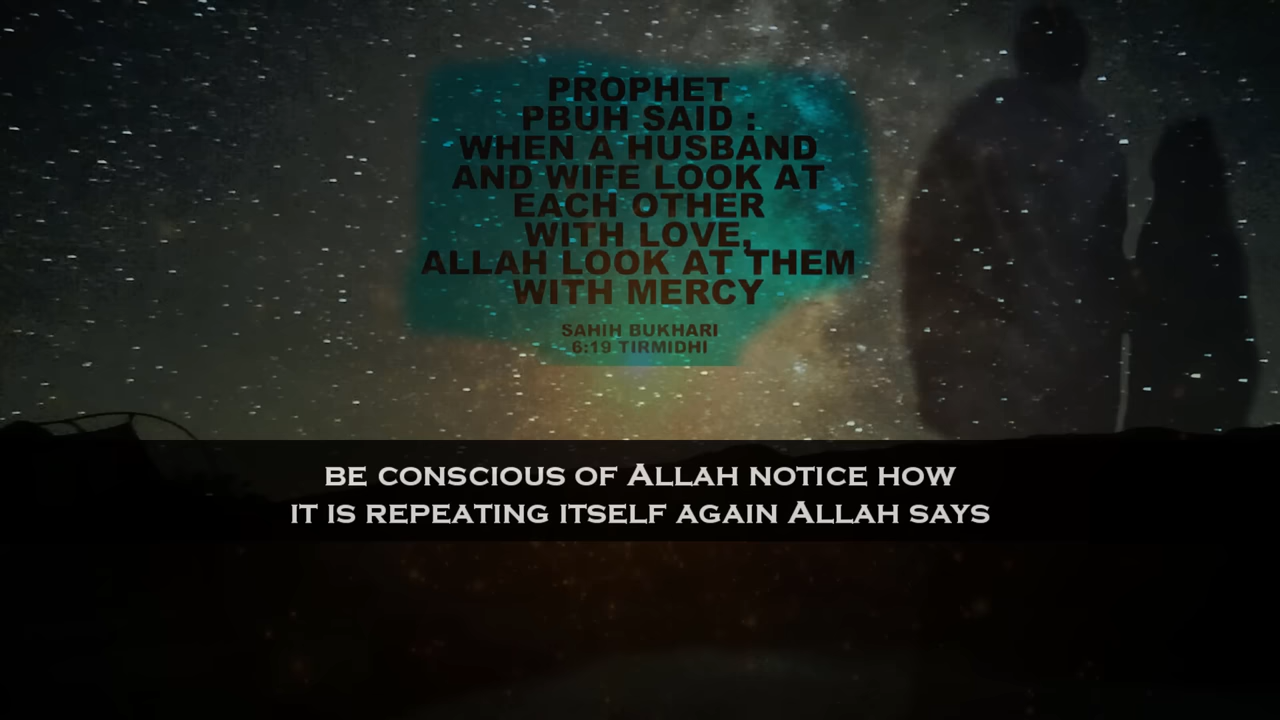 PROPHET
PBUH SAID :
WHEN A HUSBAND
AND WIFE LOOK AT
EACH OTHER
WITH LOVE,
ALLAH LOOK AT THEM
WITH MERCY
SAHIH BUKHARI
6:19 TIRMIDHI
BE CONSCIOUS OF ALLAH NOTICE HOW
IT IS REPEATING ITSELF AGAIN ALLAH SAYS